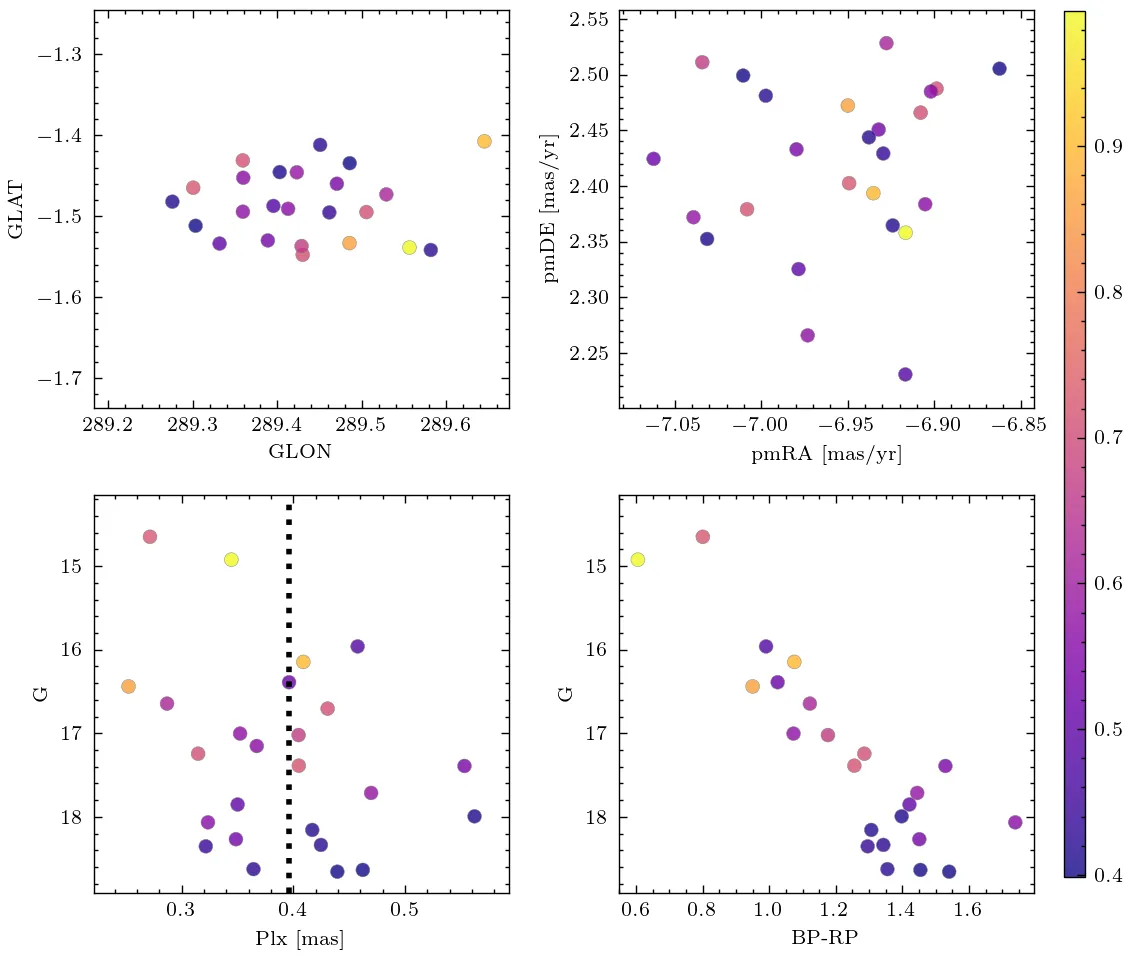 −1.3
−1.4
−1.5
−1.6
−1.7
GLAT
289.2 289.3 289.4 289.5 289.6
GLON
2.55
2.50
2.45
2.40
2.35
2.30
2.25
pmDE [mas/yr]
−7.05 −7.00 −6.95 −6.90 −6.85
pmRA [mas/yr]
15
16
17
18
G
0.3 0.4 0.5
Plx [mas]
15
16
17
18
G
0.6 0.8 1.0 1.2 1.4 1.6
BP-RP
0.9
0.8
0.7
0.6
0.5
0.4